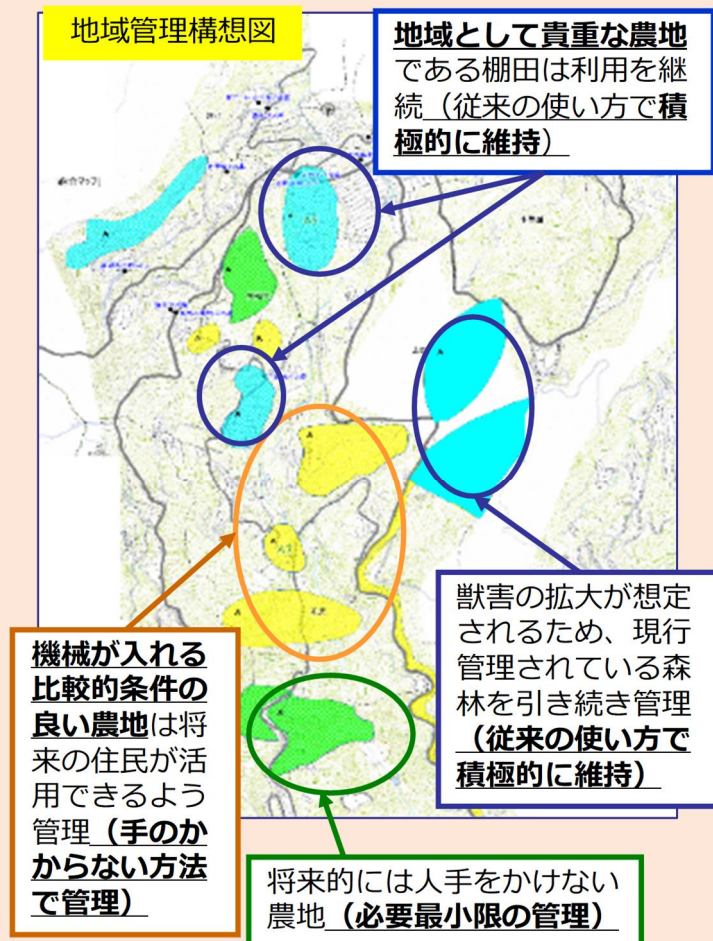 地域管理構想図
地域として貴重な農地
である棚田は利用を継
続（従来の使い方で積
極的に維持）
獣害の拡大が想定
されるため、現行
管理されている森
林を引き続き管理
（従来の使い方で
積極的に維持）
機械が入れる
比較的条件の
良い農地は将
来の住民が活
用できるよう
管理（手のか
からない方法
で管理）
将来的には人手をかけない
農地（必要最小限の管理）